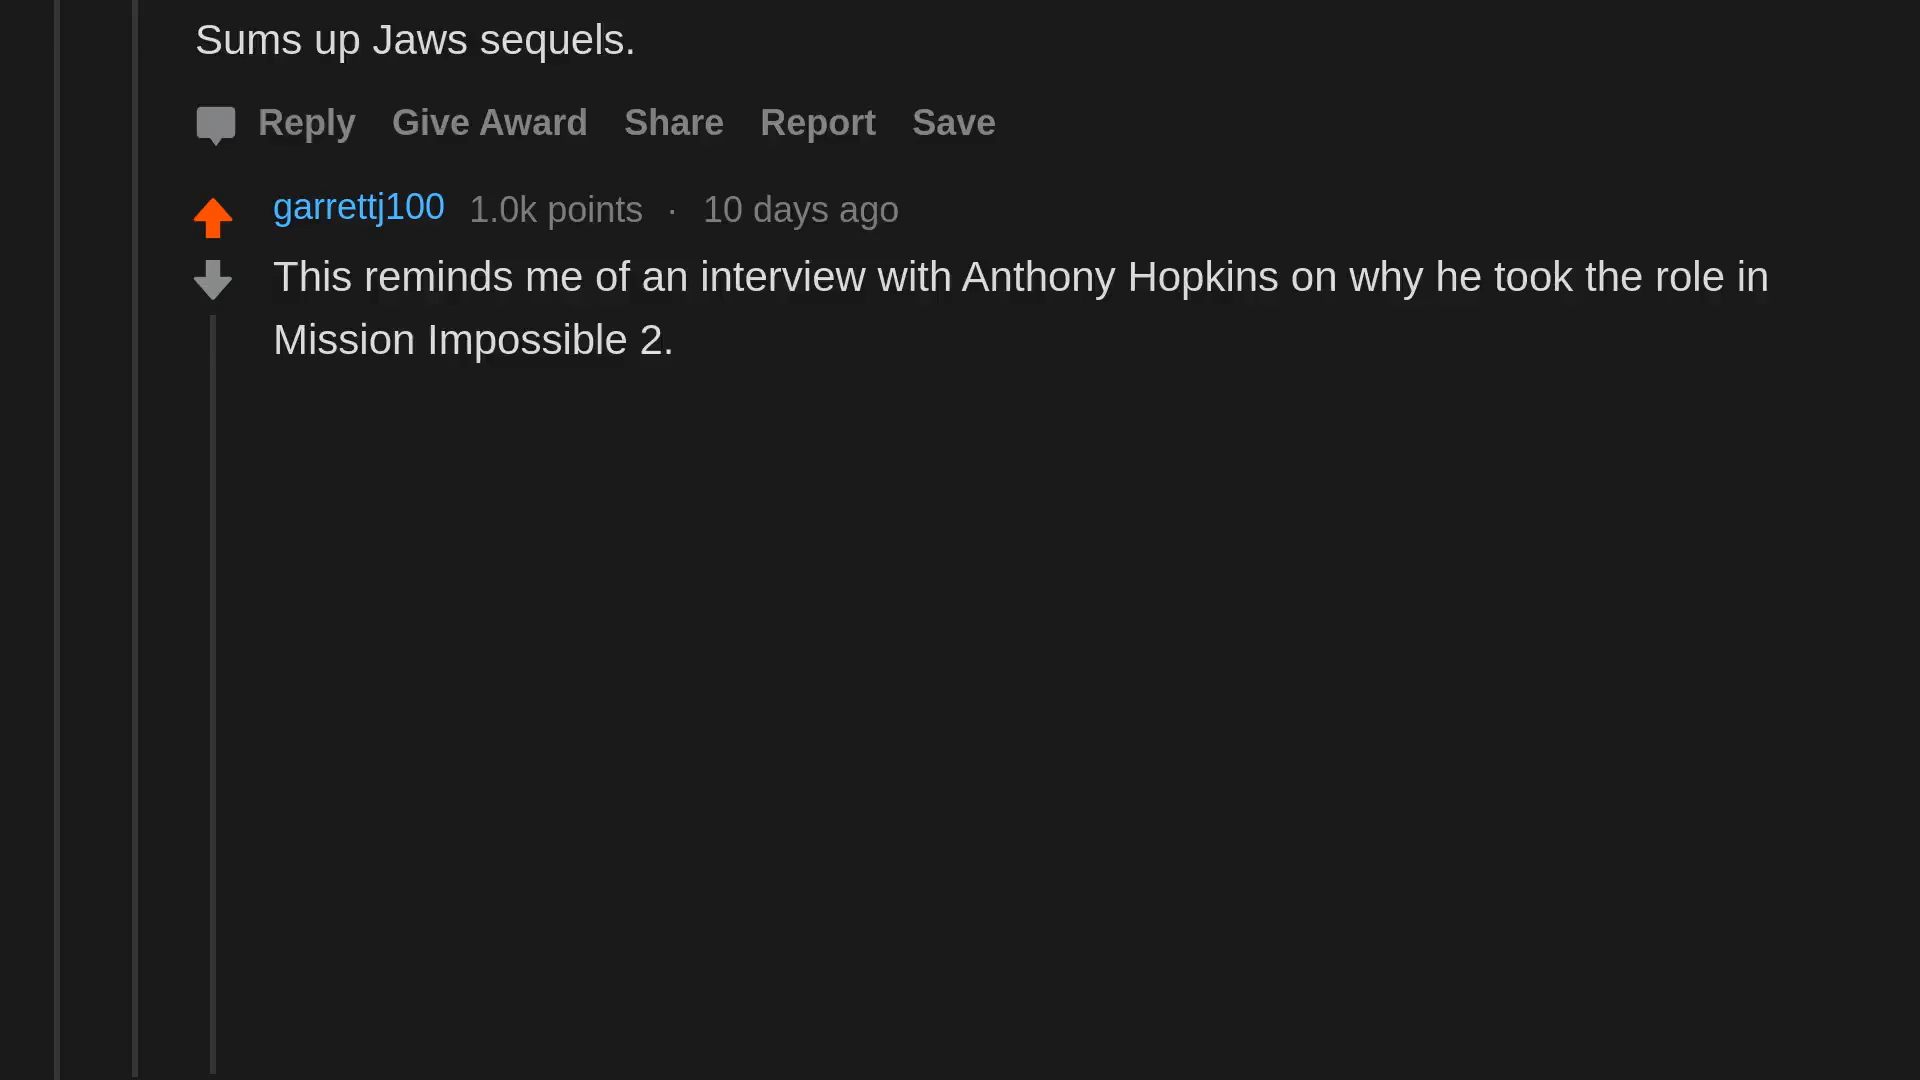 Sums up Jaws sequels.
Reply Give Award Share Report Save
garrettj100 1.0k points · 10 days ago
This reminds me of an interview with Anthony Hopkins on why he took the role in
Mission Impossible 2.